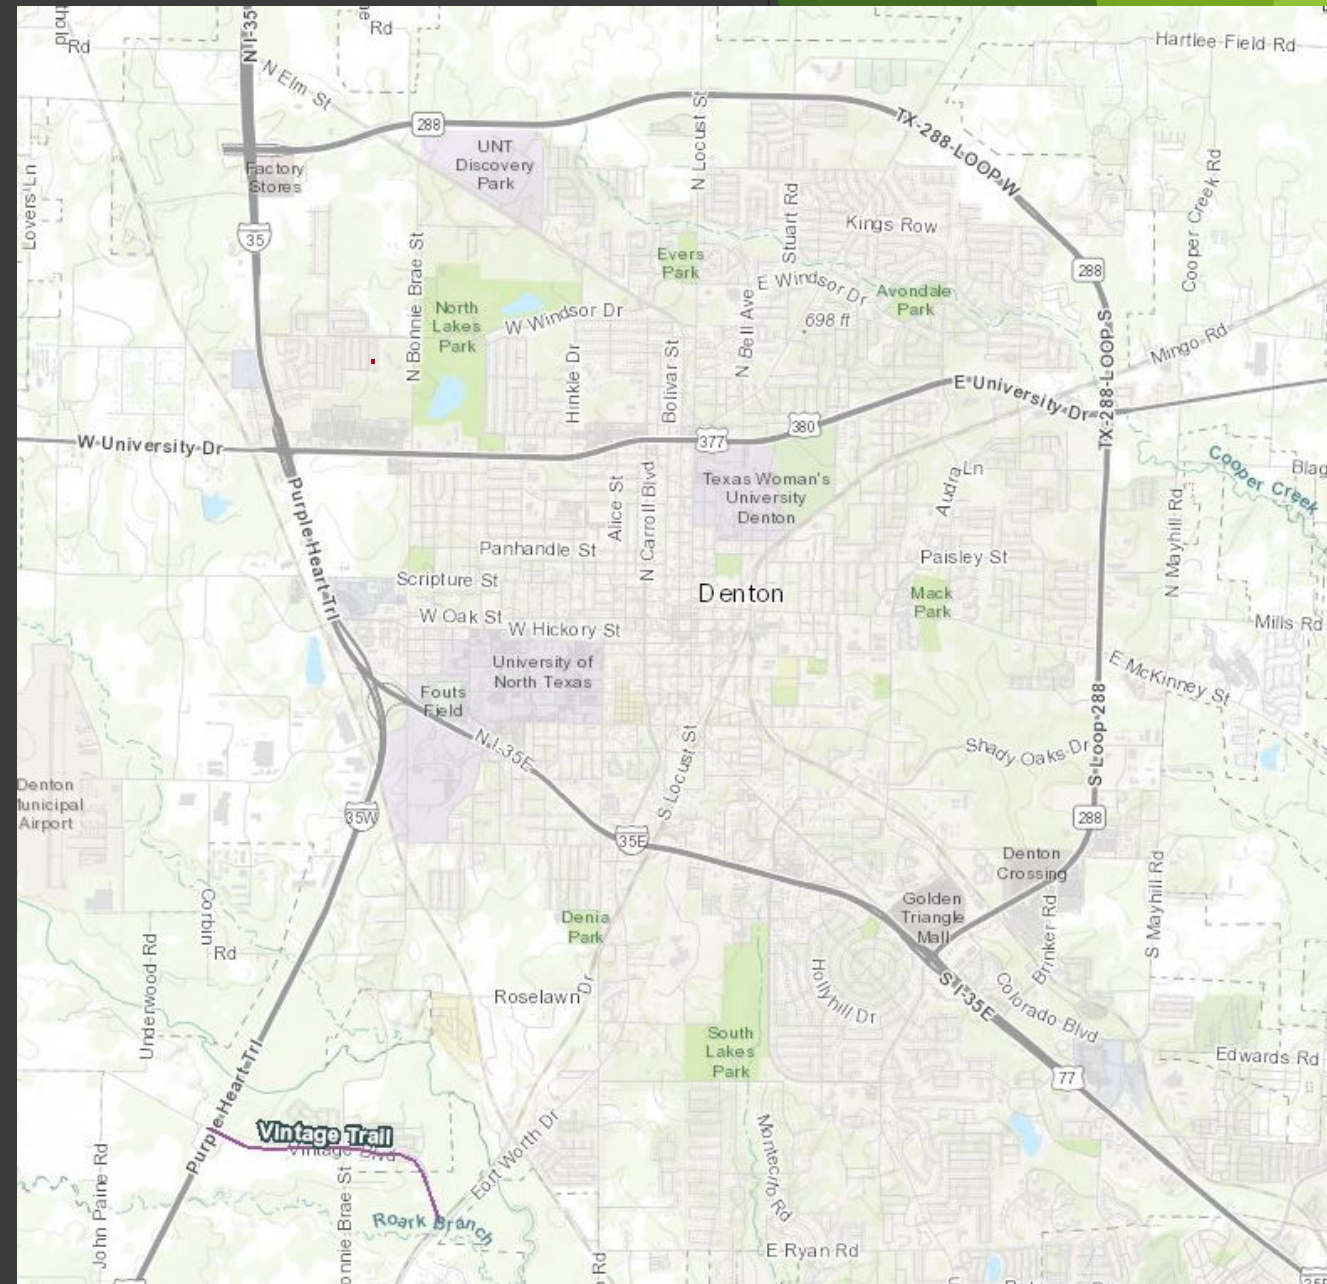 Rd
Rd
N I-35
N Elm St
Hartlee Field Rd
288
N Locust St
TX-288-LOOP W
UNT
Discovery
Park
Factory
Stores
Lovers Ln
Cooper Creek Rd
35
Stuart Rd
Kings Row
N Bonnie Brae St
Evers
Park
288
E Windsor Dr
Avondale
Park
North
Lakes
Park
W Windsor Dr
N Bell Ave
698 ft
TX-288-LOOP S
Mingo Rd
Hinkle Dr
Bolivar St
E University Dr
380
377
W University Dr
Cooper Creek
Blag
Texas Woman's
University
Denton
Audra Ln
Purple Heart Trl
Alice St
N Carroll Blvd
N Mayhill Rd
Panhandle St
Paisley St
Scripture St
Denton
Mack
Park
W Oak St
W Hickory St
Mills Rd
University of
North Texas
E McKinney St
Fouts
Field
N I-35E
S Locust St
Shady Oaks Dr
S Loop 288
Denton
Municipal
Airport
35W
35E
288
Denton
Crossing
Golden
Triangle
Mall
Corbin
Rd
Underwood Rd
Denia
Park
Brinker Rd
S Mayhill Rd
Roselawn Dr
Hollyhill Dr
S I-35E
Colorado Blvd
South
Lakes
Park
Edwards Rd
77
Purple Heart Trl
Vintage Trail
Vintage Blvd
Fort Worth Dr
Montecito Rd
John Paine Rd
onnie Brae St
Roark Branch
E Ryan Rd
Rd